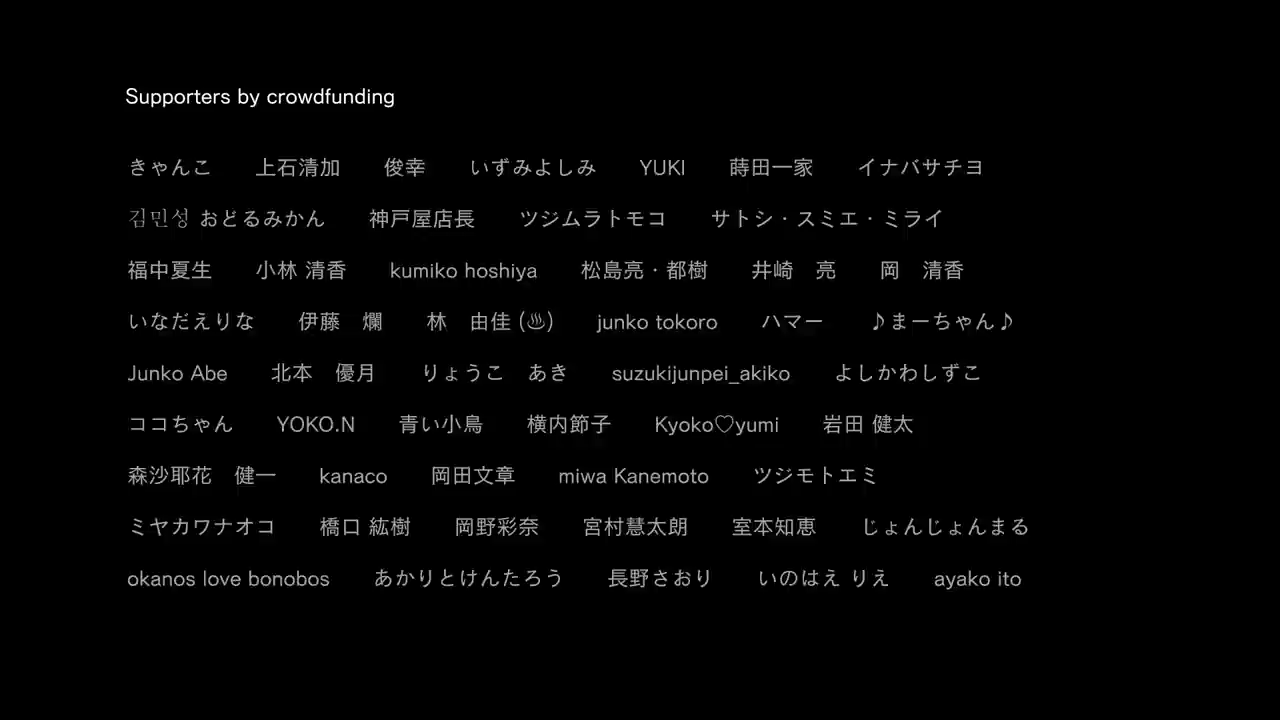 Supporters by crowdfunding
きゃんこ　　上石清加　　俊幸　　いずみよしみ　　YUKI　　蒔田一家　　イナバサチヨ
김민성 おどるみかん　　神戸屋店長　　ツジムラトモコ　　サトシ・スミエ・ミライ
福中夏生　　小林 清香　　kumiko hoshiya　　松島亮・都樹　　井崎　亮　　岡　清香
いなだえりな　　伊藤　爛　　林　由佳 (♨)　　junko tokoro　　ハマー　　♪まーちゃん♪
Junko Abe　　北本　優月　　りょうこ　あき　　suzukijunpei_akiko　　よしかわしずこ
ココちゃん　　YOKO.N　　青い小鳥　　横内節子　　Kyoko♡yumi　　岩田 健太
森沙耶花　健一　　kanaco　　岡田文章　　miwa Kanemoto　　ツジモトエミ
ミヤカワナオコ　　橋口 紘樹　　岡野彩奈　　宮村慧太朗　　室本知恵　　じょんじょんまる
okanos love bonobos　　あかりとけんたろう　　長野さおり　　いのはえ りえ　　ayako ito